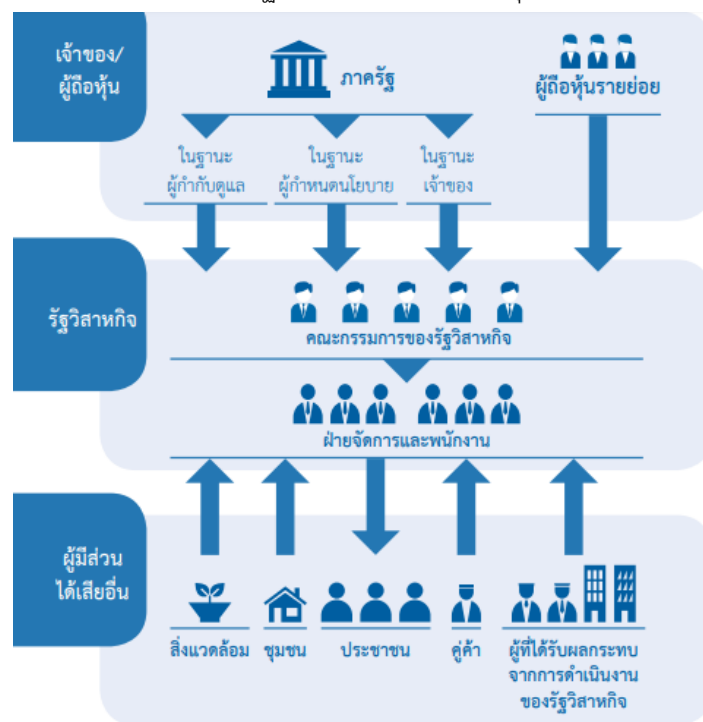 เจ้าของ/
ผู้ถือหุ้น
ภาครัฐ
ผู้ถือหุ้นรายย่อย
ในฐานะ
ผู้กำกับดูแล
ในฐานะ
ผู้กำหนดนโยบาย
ในฐานะ
เจ้าของ
รัฐวิสาหกิจ
คณะกรรมการของรัฐวิสาหกิจ
ฝ่ายจัดการและพนักงาน
ผู้มีส่วน
ได้เสียอื่น
สิ่งแวดล้อม
ชุมชน
ประชาชน
คู่ค้า
ผู้ที่ได้รับผลกระทบ
จากการดำเนินงาน
ของรัฐวิสาหกิจ